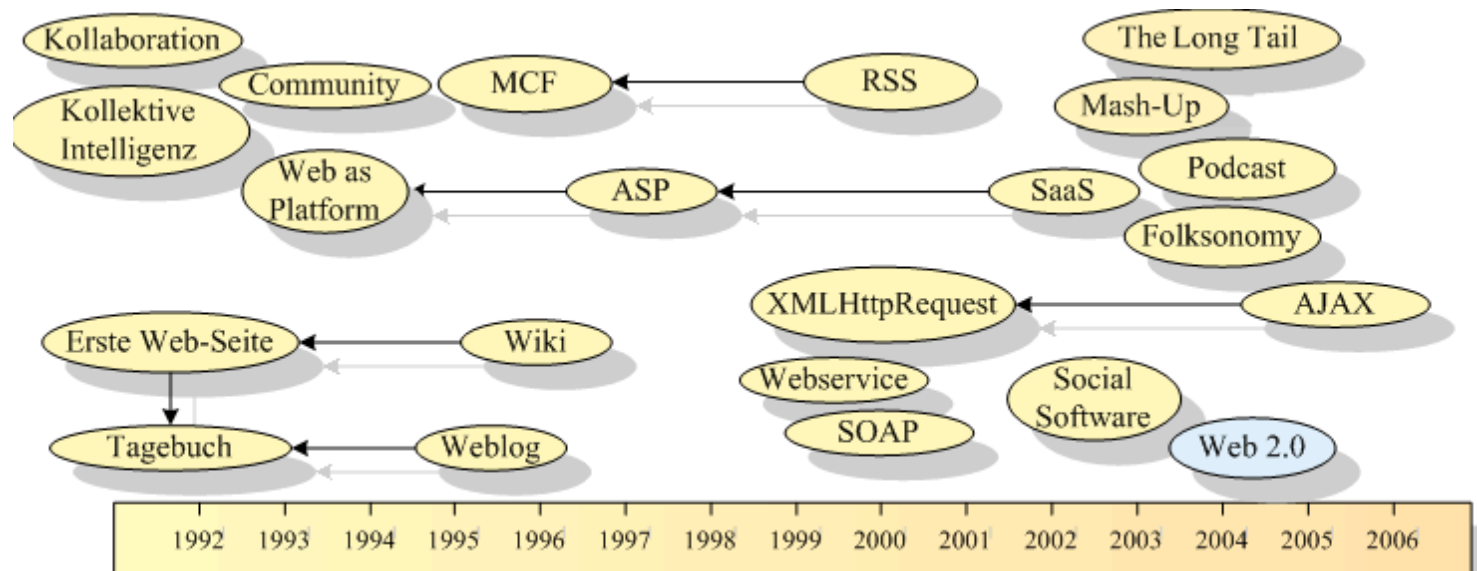 Kollaboration
The Long Tail
Community
MCF
RSS
Mash-Up
Kollektive
Intelligenz
Web as
Platform
ASP
SaaS
Podcast
Folksonomy
XMLHttpRequest
AJAX
Erste Web-Seite
Wiki
Webservice
Social
Software
SOAP
Tagebuch
Weblog
Web 2.0
1992 1993 1994 1995 1996 1997 1998 1999 2000 2001 2002 2003 2004 2005 2006